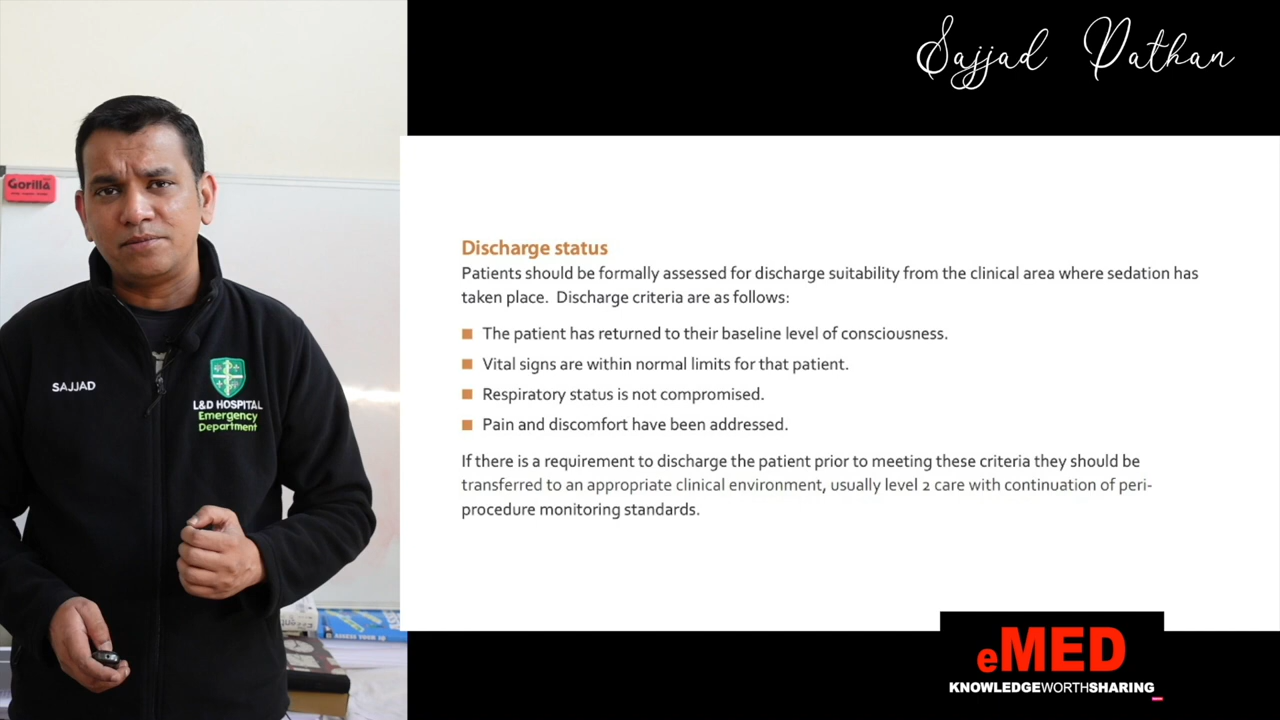 Sajjad Pathan
Gorilla
SAJJAD
L&D HOSPITAL
Emergency
Department
Discharge status
Patients should be formally assessed for discharge suitability from the clinical area where sedation has
taken place. Discharge criteria are as follows:
The patient has returned to their baseline level of consciousness.
Vital signs are within normal limits for that patient.
Respiratory status is not compromised.
Pain and discomfort have been addressed.
If there is a requirement to discharge the patient prior to meeting these criteria they should be
transferred to an appropriate clinical environment, usually level 2 care with continuation of peri-
procedure monitoring standards.
eMED
KNOWLEDGEWORTHSHARING_